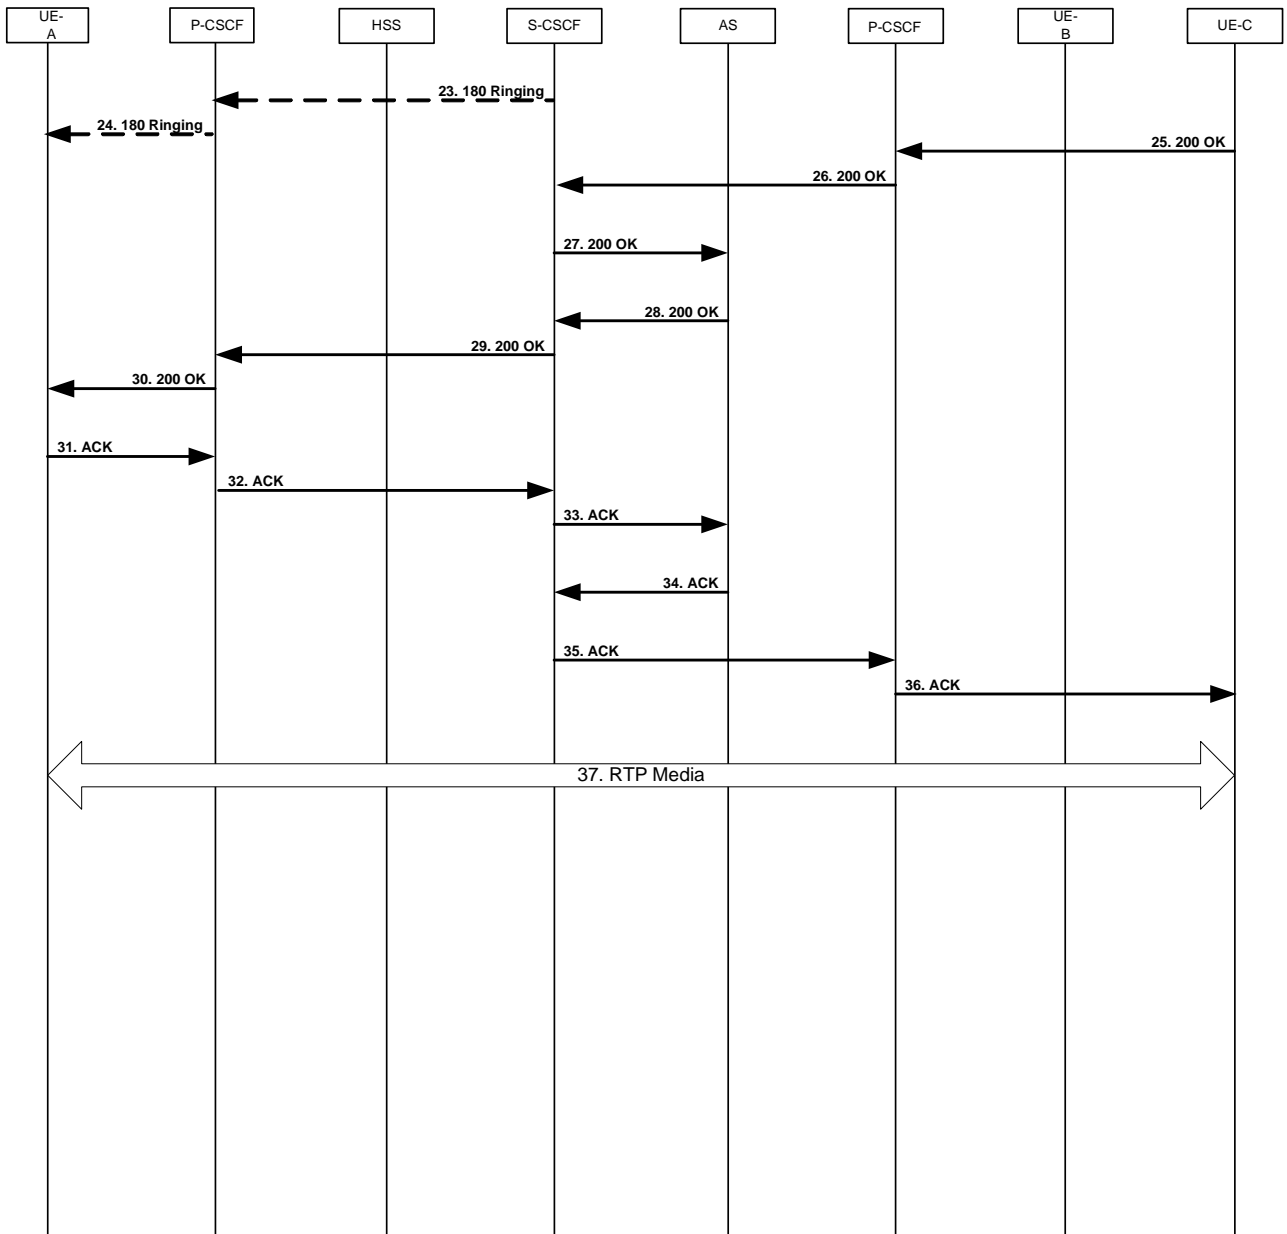 UE-
A
P-CSCF
HSS
S-CSCF
AS
P-CSCF
UE-
B
UE-C
23. 180 Ringing
24. 180 Ringing
25. 200 OK
26. 200 OK
27. 200 OK
28. 200 OK
29. 200 OK
30. 200 OK
31. ACK
32. ACK
33. ACK
34. ACK
35. ACK
36. ACK
37. RTP Media